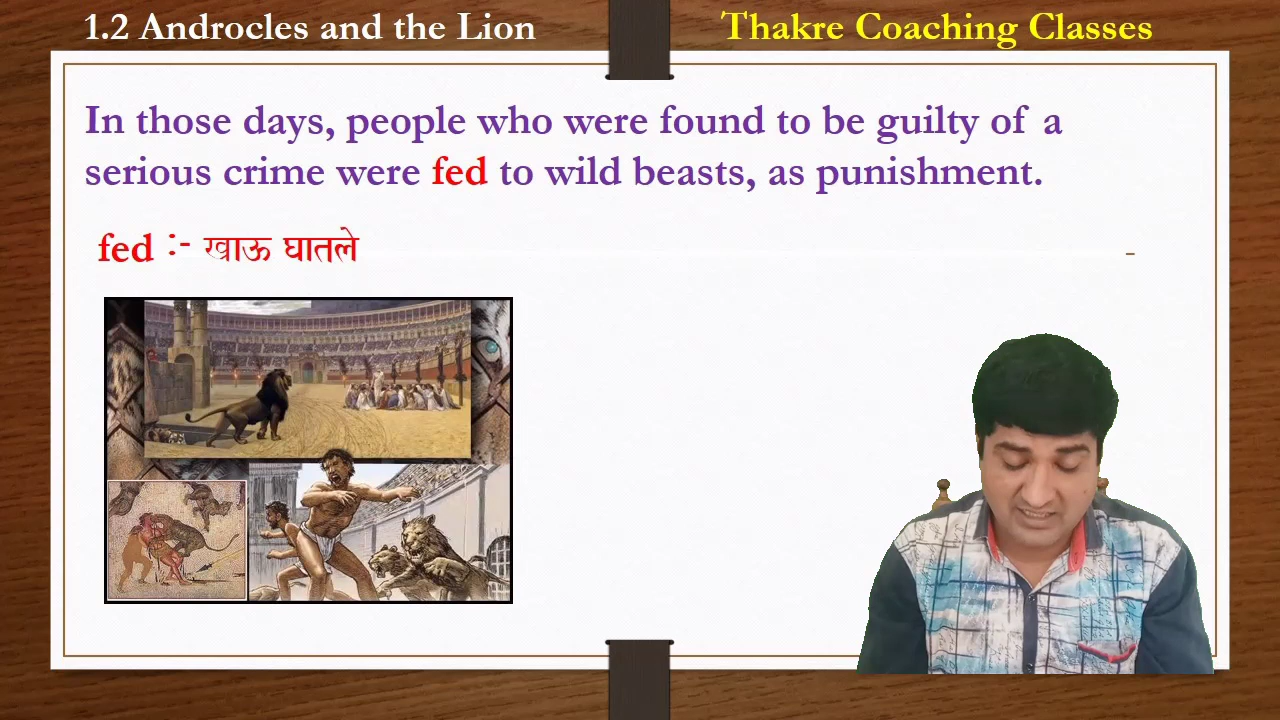 1.2 Androcles and the Lion
Thakre Coaching Classes
In those days, people who were found to be guilty of a
serious crime were fed to wild beasts, as punishment.
fed :- खाऊ घातले